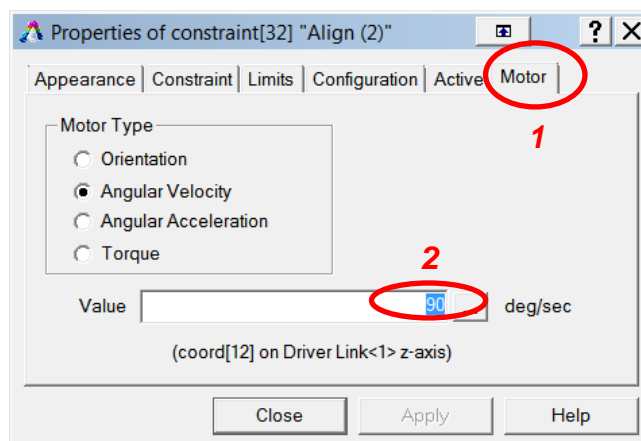 Properties of constraint[32] "Align (2)" ? X
Appearance Constraint Limits Configuration Active Motor
1
Motor Type
Orientation
Angular Velocity
Angular Acceleration
Torque
2
Value 90 deg/sec
(coord[12] on Driver Link<1> z-axis)
Close Apply Help